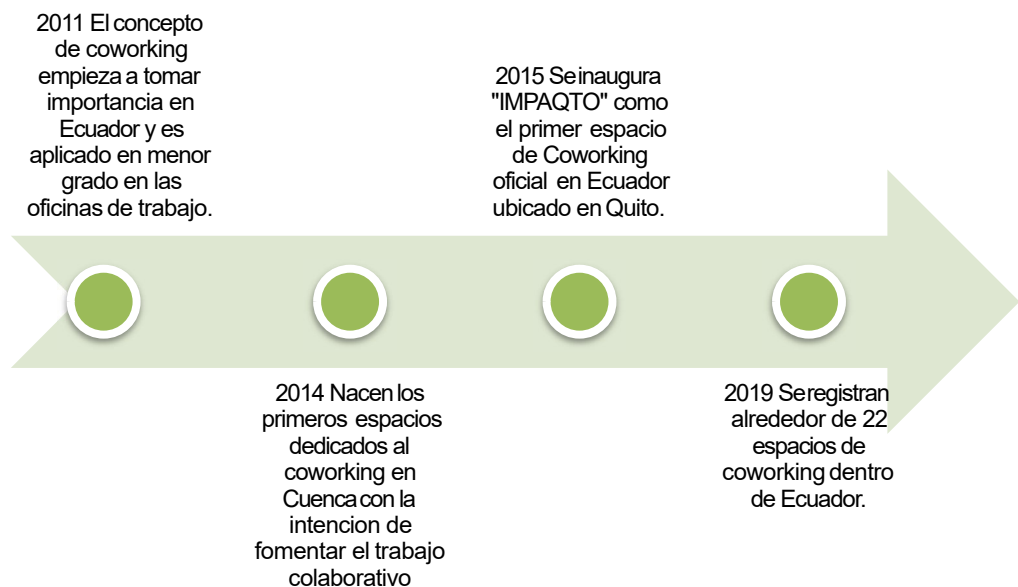 2011 El concepto
de coworking
empieza a tomar
importancia en
Ecuador y es
aplicado en menor
grado en las
oficinas de trabajo.
2014 Nacen los
primeros espacios
dedicados al
coworking en
Cuenca con la
intencion de
fomentar el trabajo
colaborativo
2015 Se inaugura
"IMPAQTO" como
el primer espacio
de Coworking
oficial en Ecuador
ubicado en Quito.
2019 Se registran
alrededor de 22
espacios de
coworking dentro
de Ecuador.